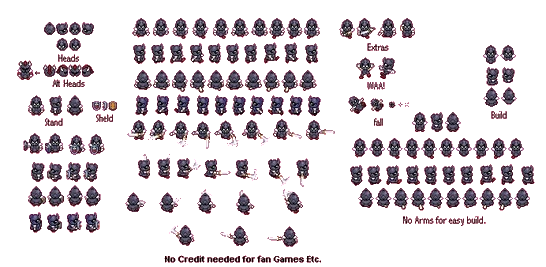 Heads
Alt Heads
Stand
Sheld
Extras
WAA!
fall
Build
No Arms for easy build.
No Credit needed for fan Games Etc.